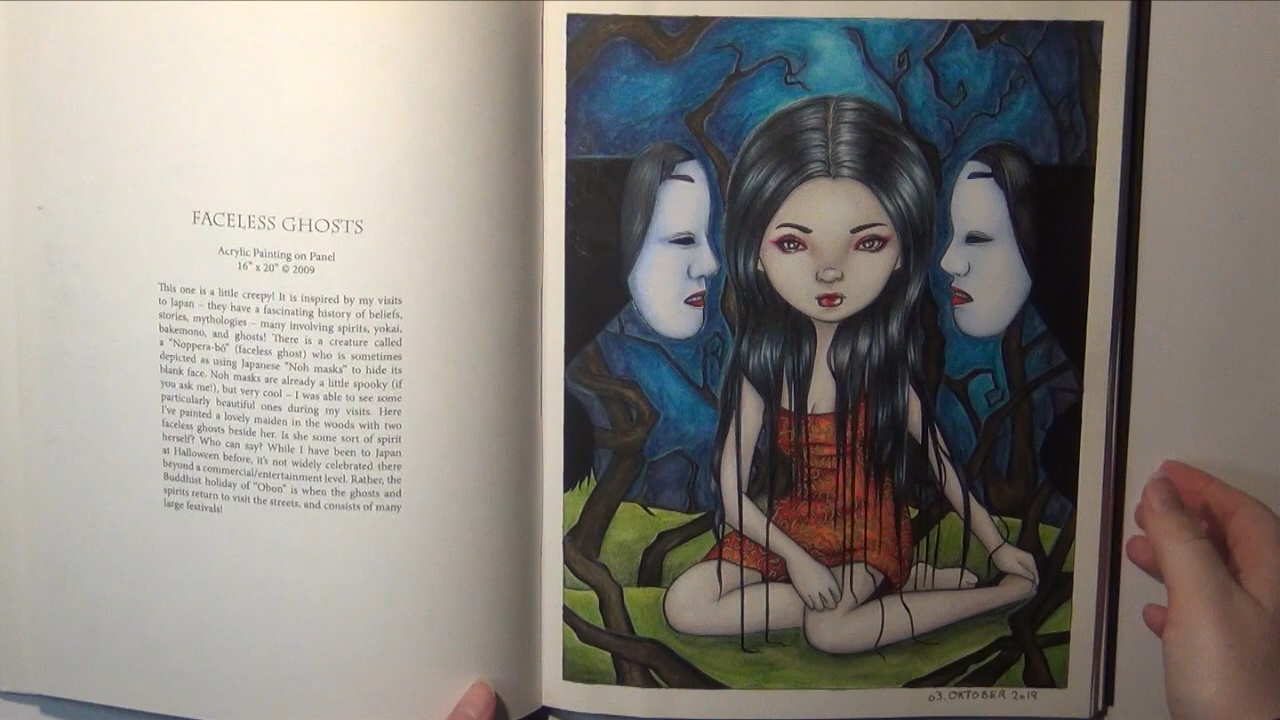 FACELESS GHOSTS
Acrylic Painting on Panel
16" x 20" © 2009
This one is a little creepy! It is inspired by my visits
to Japan – they have a fascinating history of beliefs,
stories, mythologies – many involving spirits, yokai,
bakemono, and ghosts! There is a creature called
a "Noppera-bō" (faceless ghost) who is sometimes
depicted as using Japanese "Noh masks" to hide its
blank face. Noh masks are already a little spooky (if
you ask me!), but very cool – I was able to see some
particularly beautiful ones during my visits. Here
I've painted a lovely maiden in the woods with two
faceless ghosts beside her. Is she some sort of spirit
herself? Who can say? While I have been to Japan
at Halloween before, it's not widely celebrated there
beyond a commercial/entertainment level. Rather, the
Buddhist holiday of "Obon" is when the ghosts and
spirits return to visit the streets, and consists of many
large festivals!
03. OKTOBER 2019